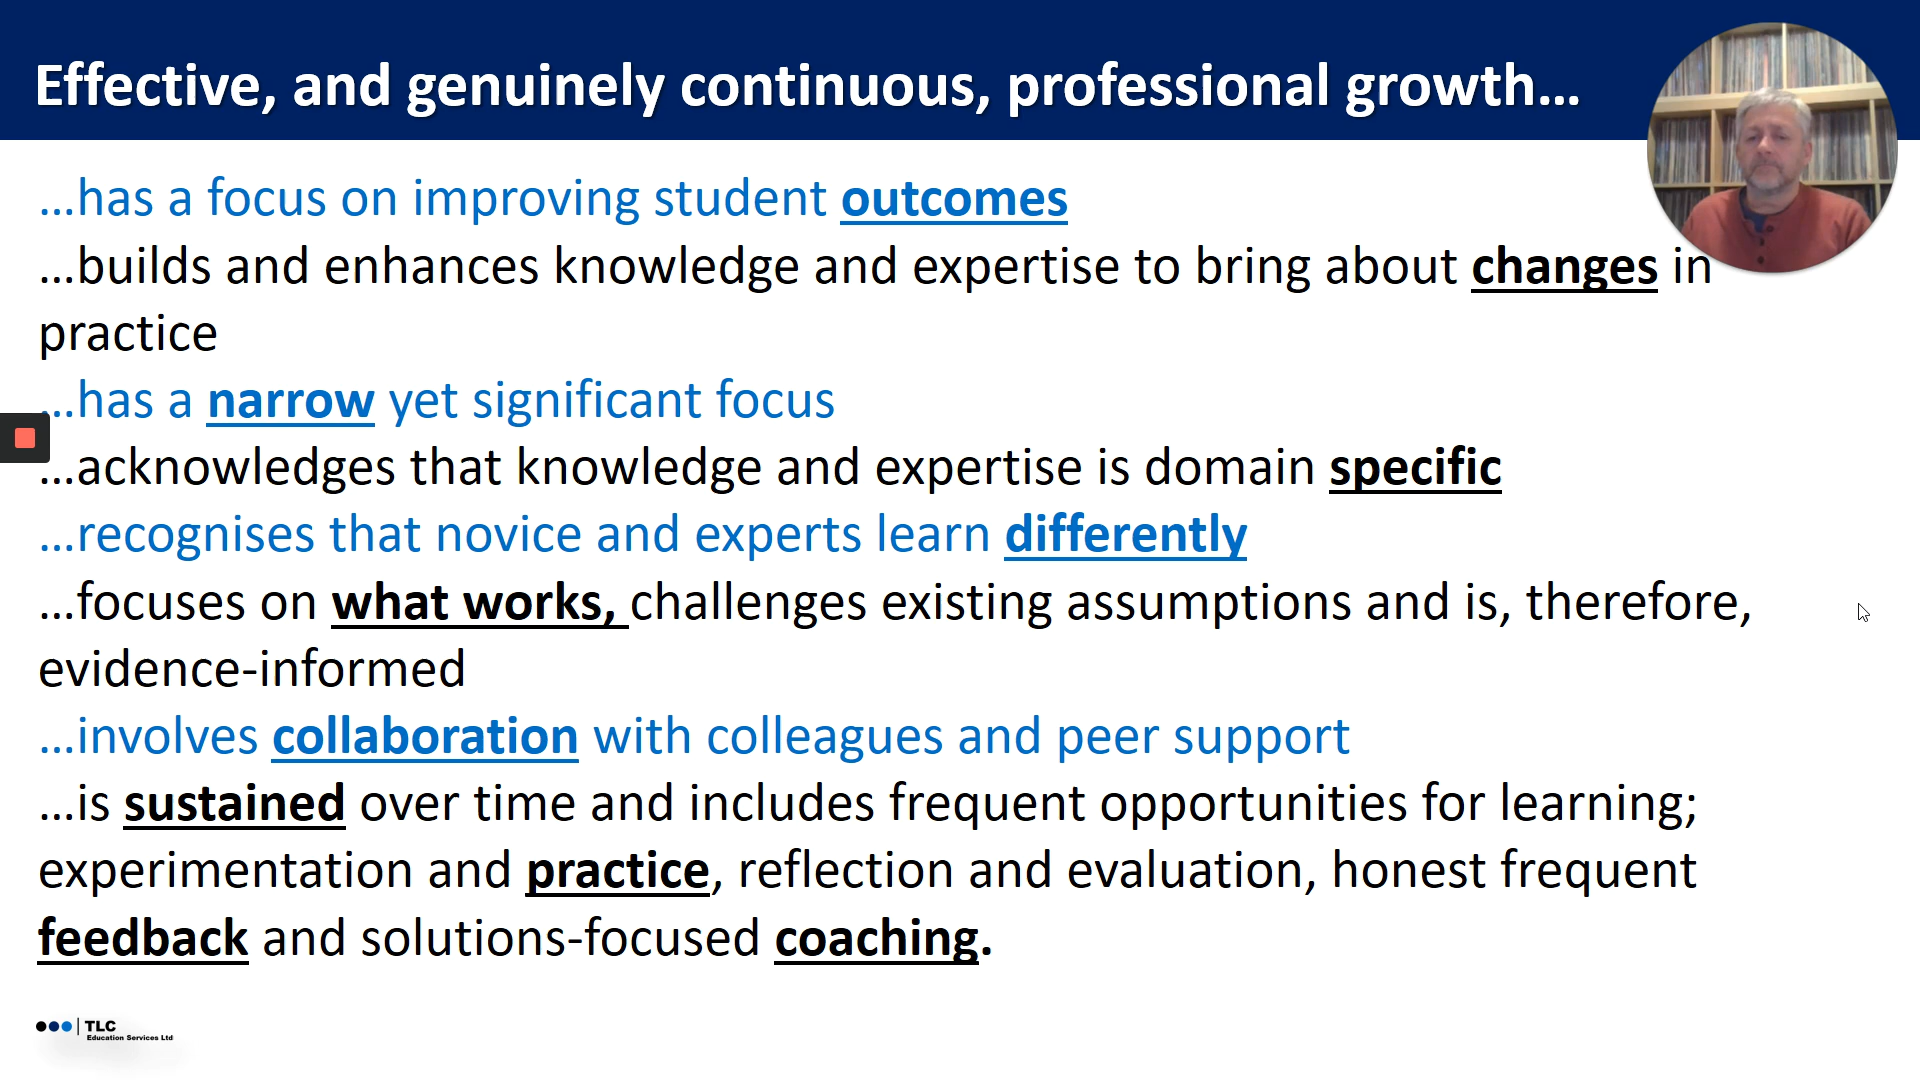 Effective, and genuinely continuous, professional growth…
…has a focus on improving student outcomes
…builds and enhances knowledge and expertise to bring about changes in
practice
…has a narrow yet significant focus
…acknowledges that knowledge and expertise is domain specific
…recognises that novice and experts learn differently
…focuses on what works, challenges existing assumptions and is, therefore,
evidence-informed
…involves collaboration with colleagues and peer support
…is sustained over time and includes frequent opportunities for learning;
experimentation and practice, reflection and evaluation, honest frequent
feedback and solutions-focused coaching.
TLC
Education Services Ltd